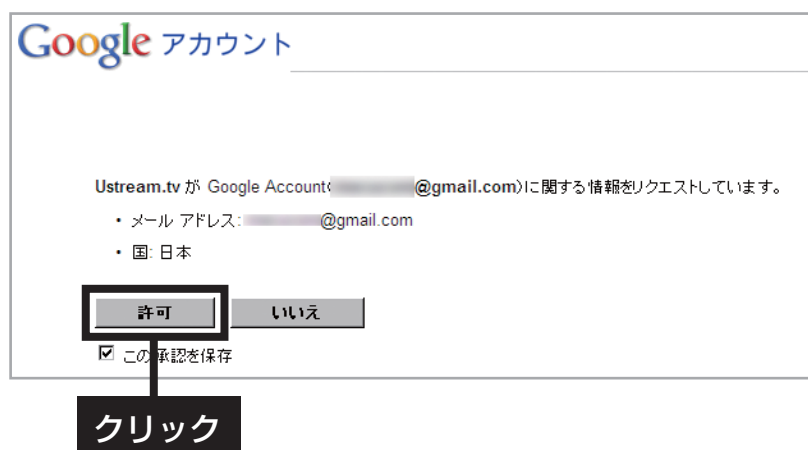 Google アカウント
Ustream.tv が Google Account( @gmail.com)に関する情報をリクエストしています。
・ メール アドレス: @gmail.com
・ 国: 日本
許可 いいえ
この承認を保存
クリック